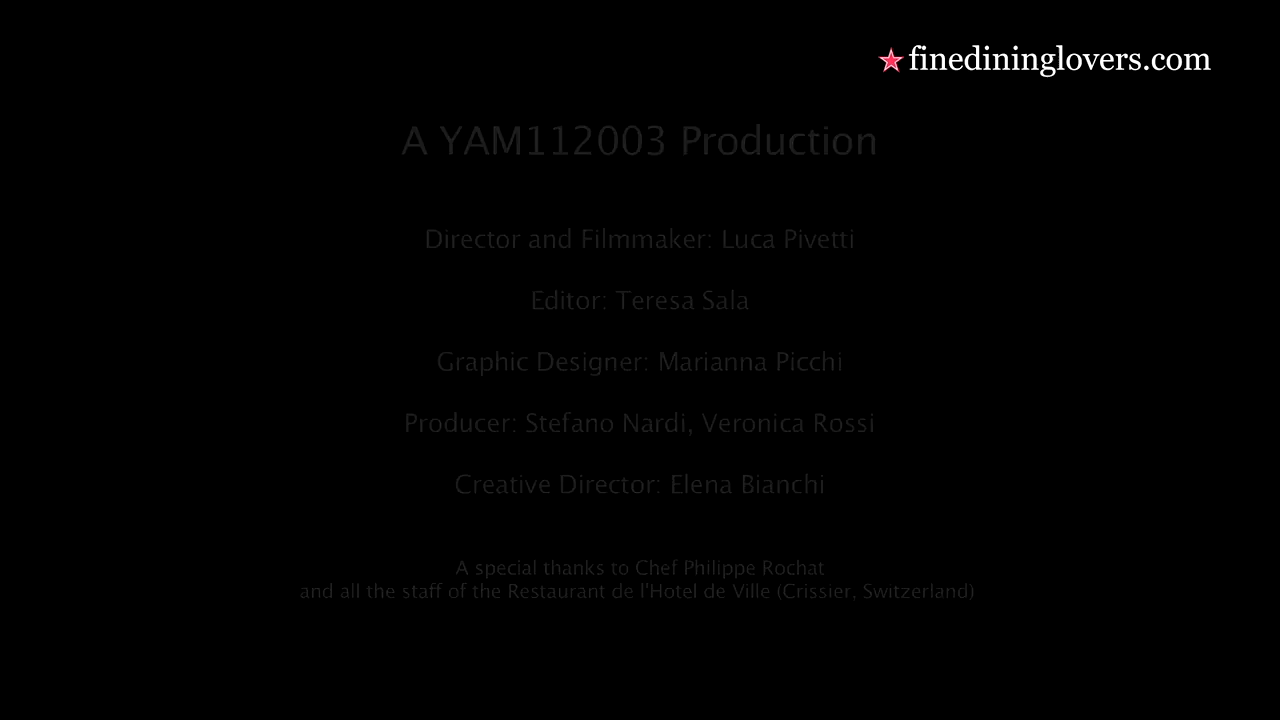 finedininglovers.com
A YAM112003 Production
Director and Filmmaker: Luca Pivetti
Editor: Teresa Sala
Graphic Designer: Marianna Picchi
Producer: Stefano Nardi, Veronica Rossi
Creative Director: Elena Bianchi
A special thanks to Chef Philippe Rochat
and all the staff of the Restaurant de l'Hotel de Ville (Crissier, Switzerland)